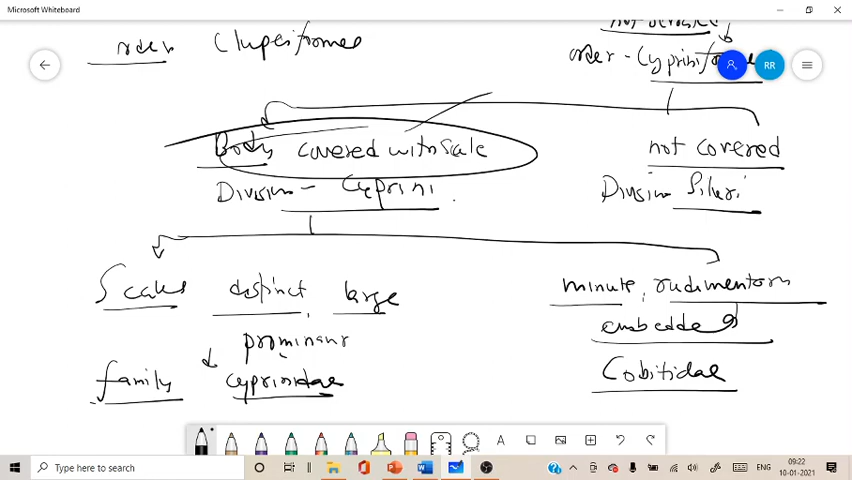 Microsoft Whiteboard
order Clupeiformes
order - Cypriniformes
RR
Body covered with scale
not covered
Division - Cyprini
Division Siluri
Scales distinct, large
minute, rudimentary
prominent
embedded
family cyprinidae
Cobitidae
Type here to search
ENG
09:22
10-01-2021